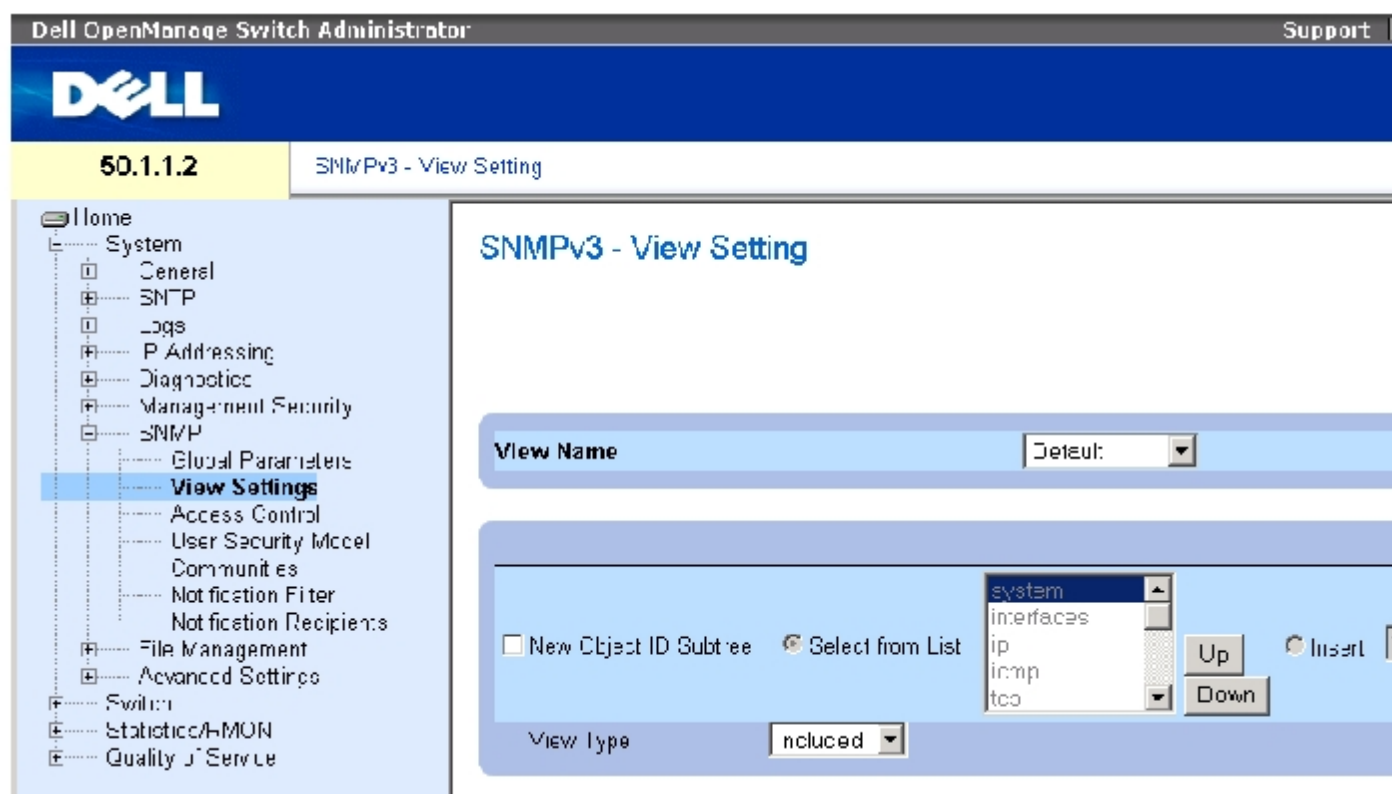 Dell OpenManage Switch Administrator
Support
DELL
50.1.1.2
SNMPv3 - View Setting
Home
System
General
SNTP
Logs
IP Addressing
Diagnostics
Management Security
SNMP
Global Parameters
View Settings
Access Control
User Security Model
Communities
Notification Filter
Notification Recipients
File Management
Advanced Settings
Switch
Statistics/RMON
Quality of Service
SNMPv3 - View Setting
View Name
Default
New Object ID Subtree
Select from List
system
interfaces
ip
icmp
tcp
Up
Down
Insert
View Type
Included